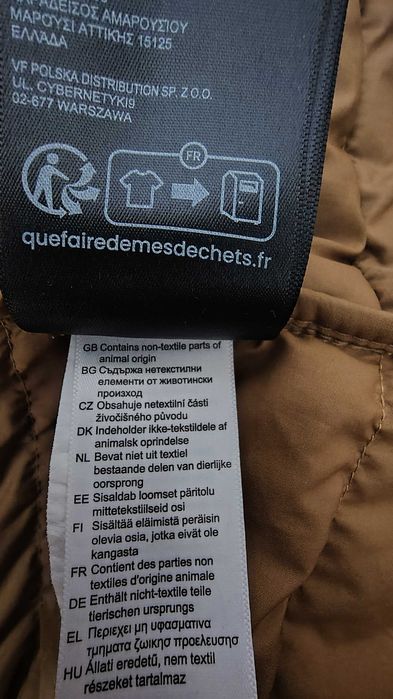 ΠΑΡΑΔΕΙΣΟΣ ΑΜΑΡΟΥΣΙΟΥ
ΜΑΡΟΥΣΙ ΑΤΤΙΚΗΣ 15125
ΕΛΛΑΔΑ
VF POLSKA DISTRIBUTION SP. Z O.O.
UL. CYBERNETYKI9
02-677 WARSZAWA
FR
quefairedemesdechets.fr
GB Contains non-textile parts of
animal origin
BG Съдържа нетекстилни
елементи от животински
произход
CZ Obsahuje netextilní části
živočišného původu
DK Indeholder ikke-tekstildele af
animalsk oprindelse
NL Bevat niet uit textiel
bestaande delen van dierlijke
oorsprong
EE Sisaldab loomset päritolu
mittetekstiilseid osi
FI Sisältää eläimistä peräisin
olevia osia, jotka eivät ole
kangasta
FR Contient des parties non
textiles d'origine animale
DE Enthält nicht-textile teile
tierischen ursprungs
EL Περιεχει μη υφασματινα
τμηματα ζωικησ προελευσησ
HU Állati eredetű, nem textil
részeket tartalmaz